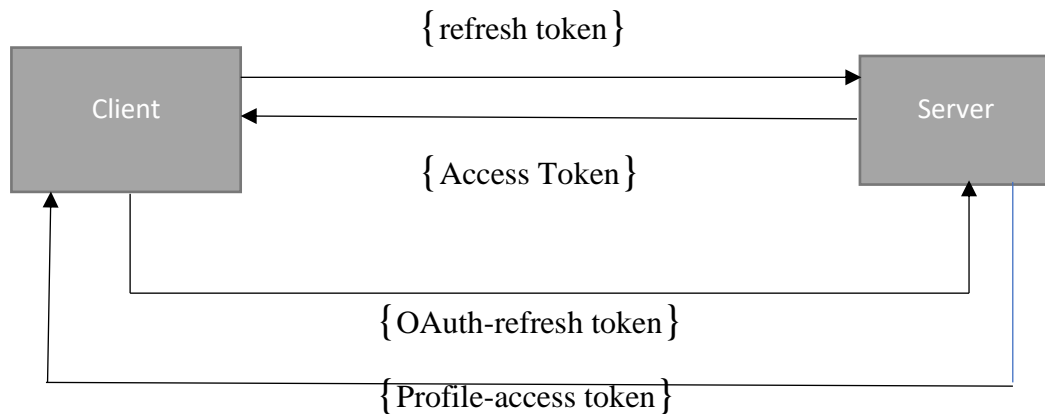 {refresh token}
Client
Server
{Access Token}
{OAuth-refresh token}
{Profile-access token}